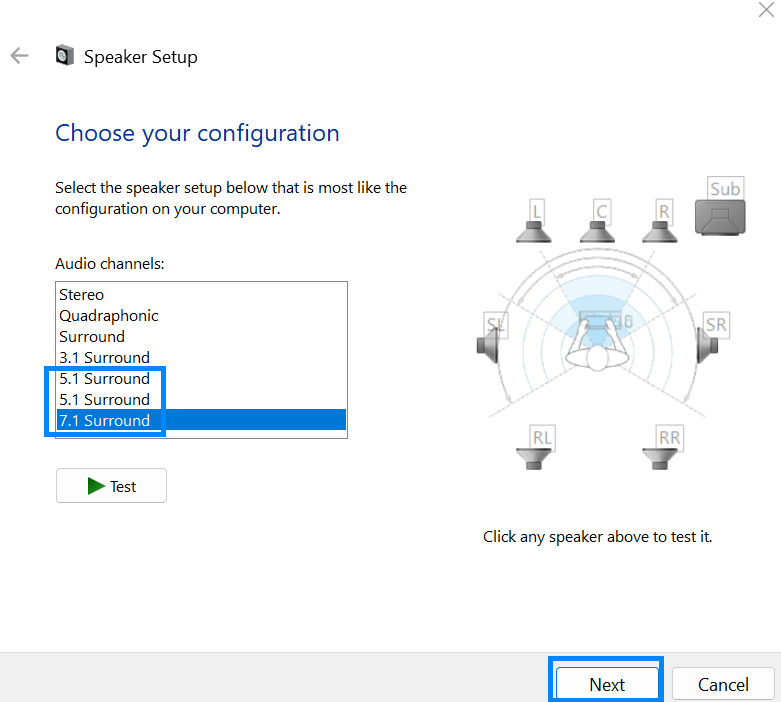 Speaker Setup
Choose your configuration
Select the speaker setup below that is most like the
configuration on your computer.
Audio channels:
Stereo
Quadraphonic
Surround
3.1 Surround
5.1 Surround
5.1 Surround
7.1 Surround
Test
L
C
R
Sub
SL
SR
RL
RR
Click any speaker above to test it.
Next
Cancel